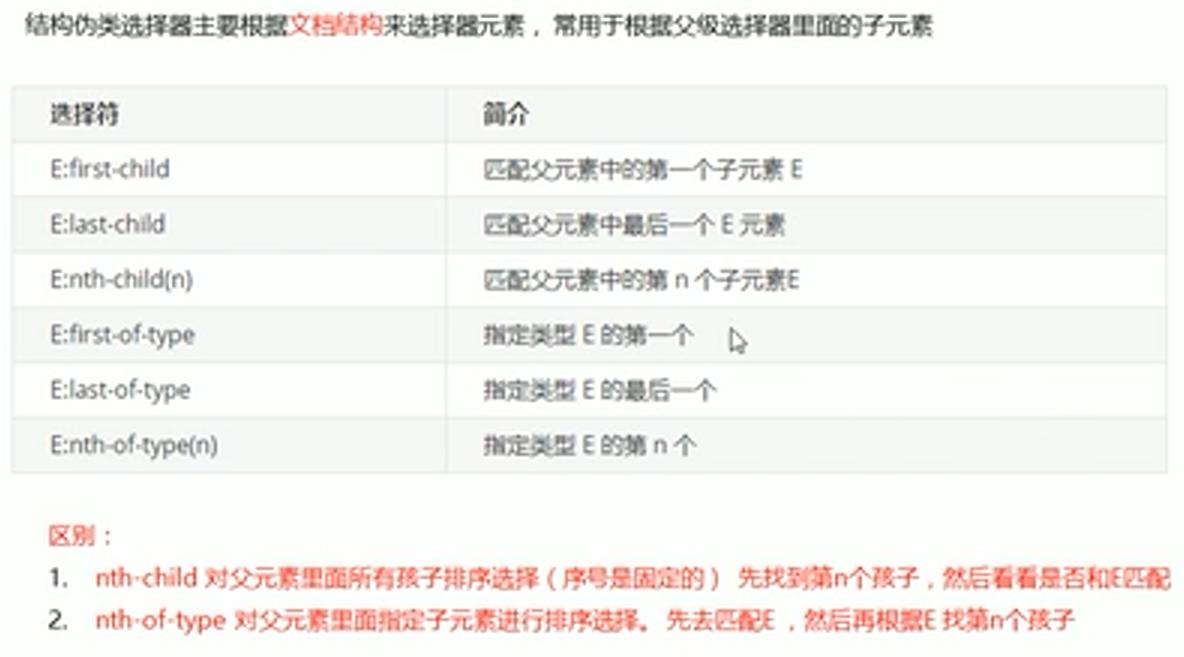 结构伪类选择器主要根据文档结构来选择器元素，常用于根据父级选择器里面的子元素
选择符 简介
E:first-child 匹配父元素中的第一个子元素 E
E:last-child 匹配父元素中最后一个 E 元素
E:nth-child(n) 匹配父元素中的第 n 个子元素E
E:first-of-type 指定类型 E 的第一个
E:last-of-type 指定类型 E 的最后一个
E:nth-of-type(n) 指定类型 E 的第 n 个
区别：
1. nth-child 对父元素里面所有孩子排序选择（序号是固定的） 先找到第n个孩子，然后看看是否和E匹配
2. nth-of-type 对父元素里面指定子元素进行排序选择。 先去匹配E ，然后再根据E 找第n个孩子